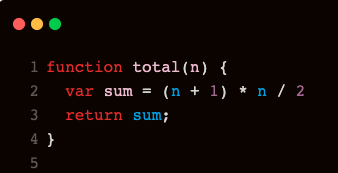 1 function total(n) {
2   var sum = (n + 1) * n / 2
3   return sum;
4 }
5